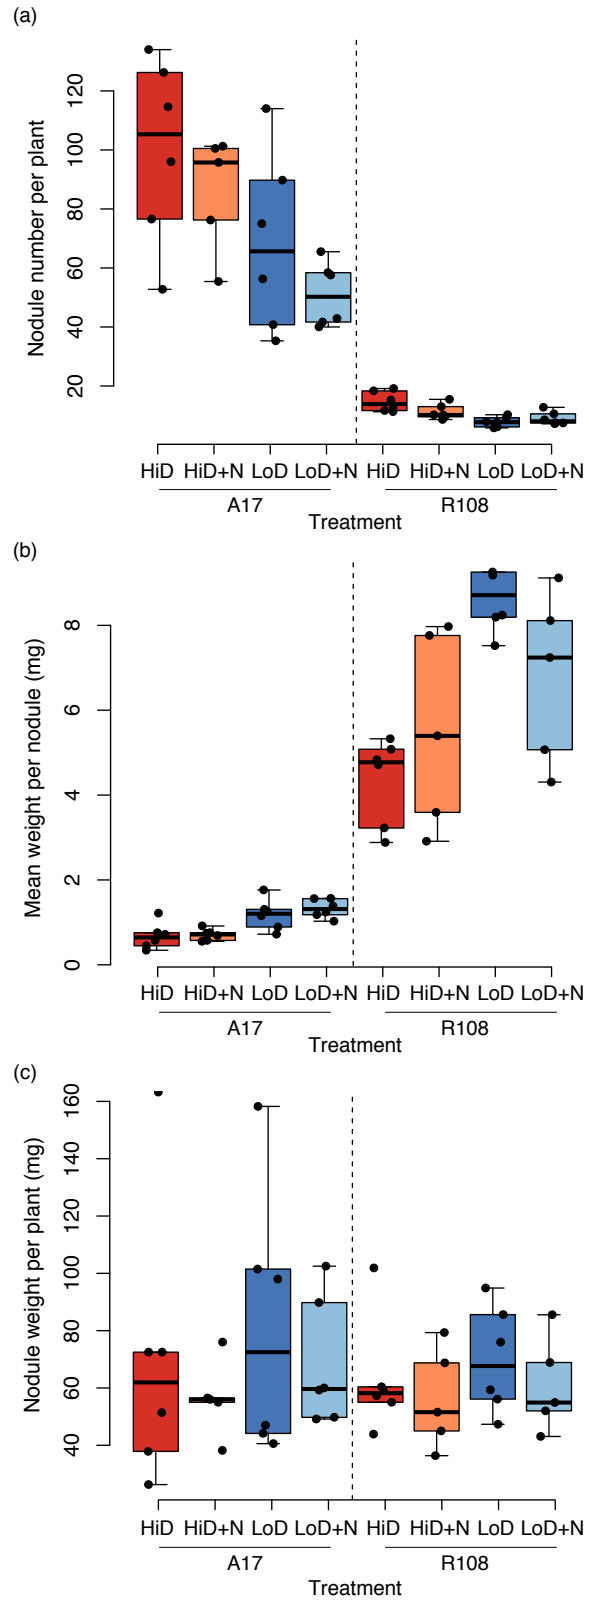 (a)
Nodule number per plant
120
100
80
60
40
20
HiD HiD+N LoD LoD+N HiD HiD+N LoD LoD+N
A17 R108
Treatment
(b)
Mean weight per nodule (mg)
8
6
4
2
0
HiD HiD+N LoD LoD+N HiD HiD+N LoD LoD+N
A17 R108
Treatment
(c)
Nodule weight per plant (mg)
160
140
120
100
80
60
40
HiD HiD+N LoD LoD+N HiD HiD+N LoD LoD+N
A17 R108
Treatment